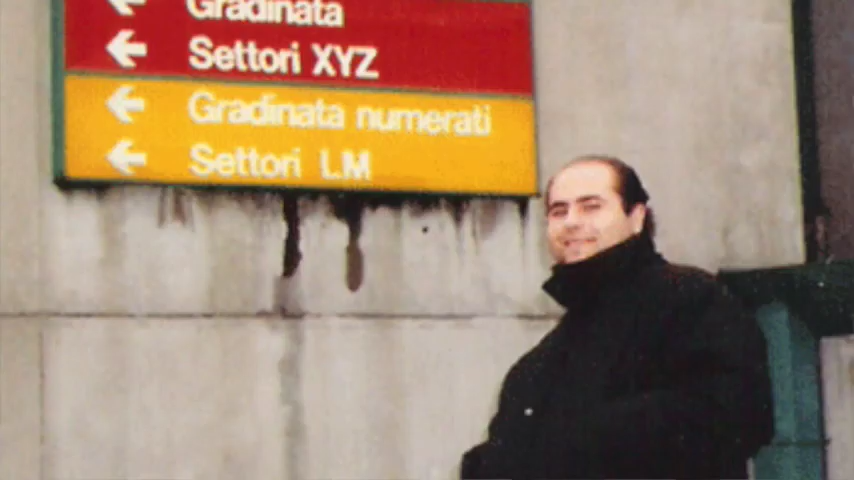 Gradinata
Settori XYZ
Gradinata numerati
Settori LM